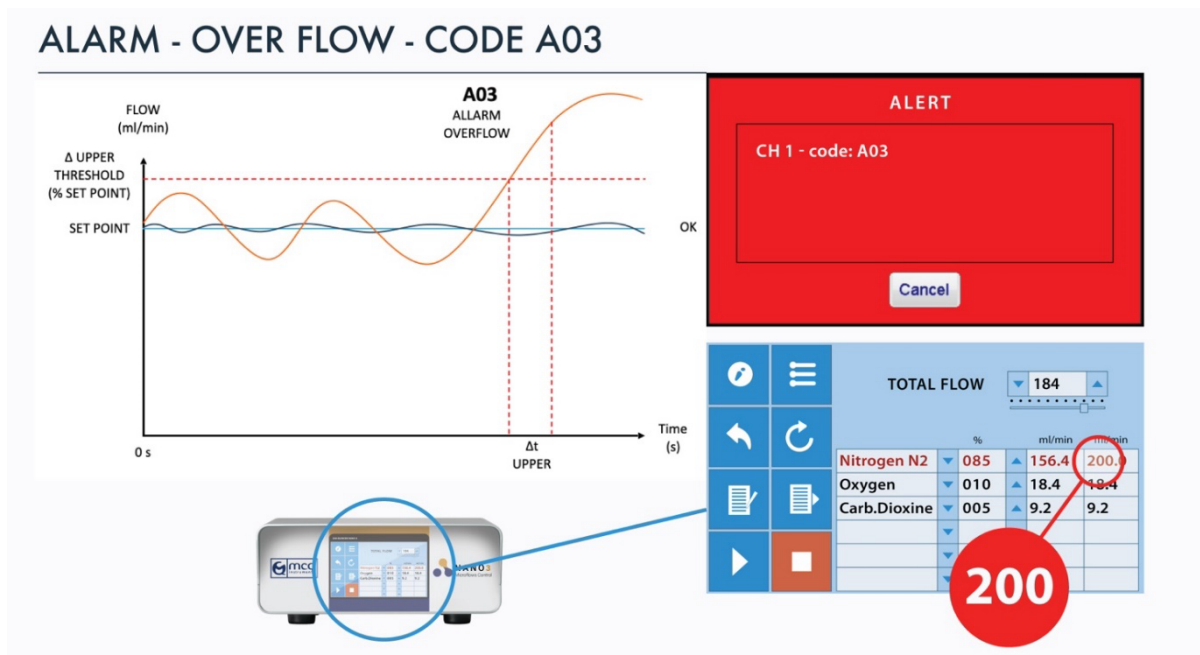 ALARM - OVER FLOW - CODE A03
FLOW
(ml/min)
Δ UPPER
THRESHOLD
(% SET POINT)
SET POINT
A03
ALLARM
OVERFLOW
OK
0 s
Δt
UPPER
Time
(s)
ALERT
CH 1 - code: A03
Cancel
TOTAL FLOW 184
% ml/min ml/min
Nitrogen N2 085 156.4 200.0
Oxygen 010 18.4 18.4
Carb.Dioxine 005 9.2 9.2
200
mcq
NANO3